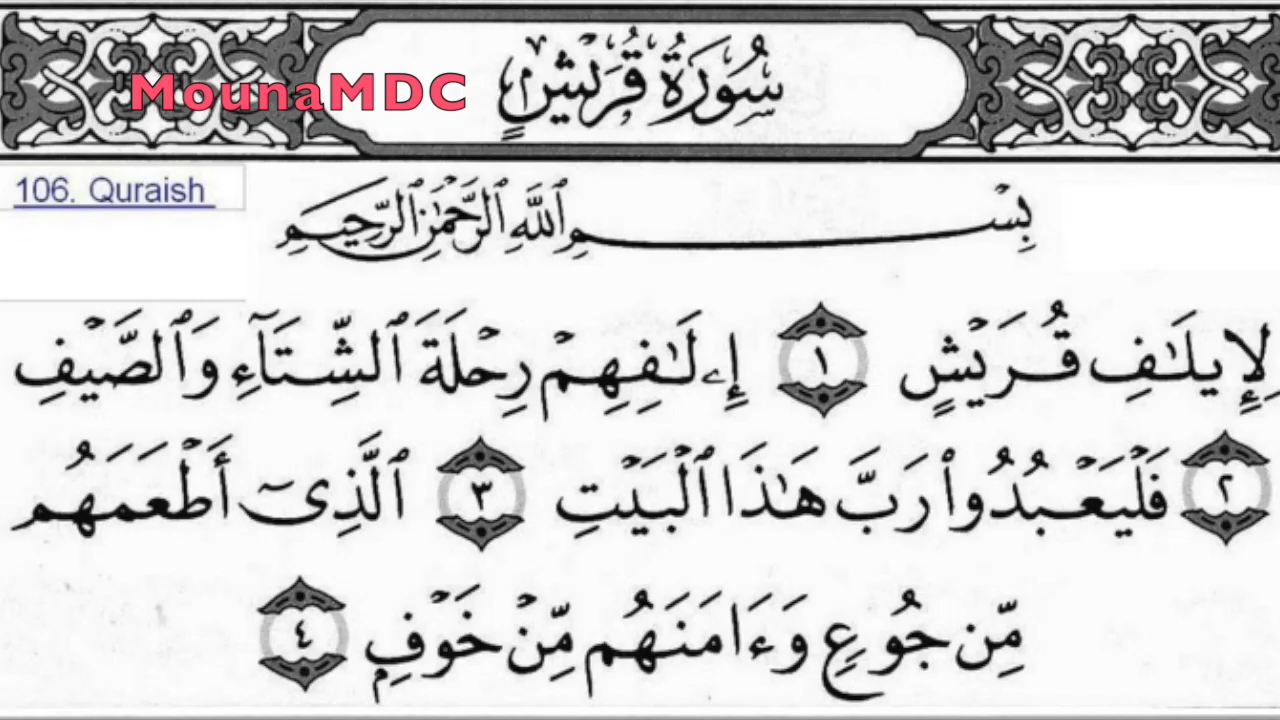 سُورَةُ قُرَيْشٍ
MounaMDC
106. Quraish
بِسْمِ ٱللَّهِ ٱلرَّحْمَٰنِ ٱلرَّحِيمِ
لِإِيلَٰفِ قُرَيْشٍ ١ إِۦلَٰفِهِمْ رِحْلَةَ ٱلشِّتَآءِ وَٱلصَّيْفِ
٢ فَلْيَعْبُدُوا۟ رَبَّ هَٰذَا ٱلْبَيْتِ ٣ ٱلَّذِىٓ أَطْعَمَهُم
مِّن جُوعٍ وَءَامَنَهُم مِّنْ خَوْفٍۭ ٤